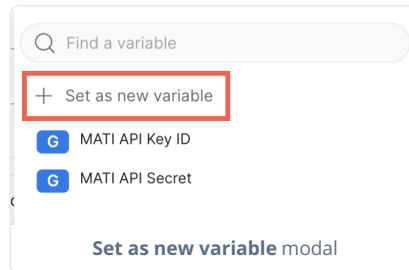 Find a variable
+ Set as new variable
G MATI API Key ID
G MATI API Secret
Set as new variable modal